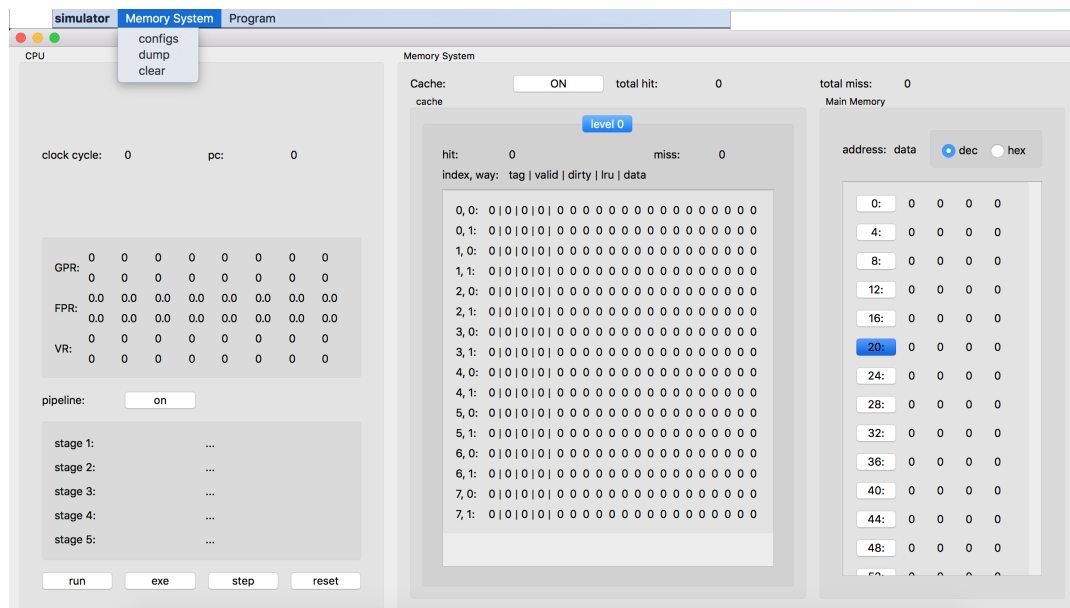 simulator Memory System Program
configs
dump
clear
CPU
clock cycle: 0 pc: 0
GPR: 0 0 0 0 0 0 0 0
0 0 0 0 0 0 0 0
FPR: 0.0 0.0 0.0 0.0 0.0 0.0 0.0 0.0
0.0 0.0 0.0 0.0 0.0 0.0 0.0 0.0
VR: 0 0 0 0 0 0 0 0
0 0 0 0 0 0 0 0
pipeline: on
stage 1: ...
stage 2: ...
stage 3: ...
stage 4: ...
stage 5: ...
run exe step reset
Memory System
Cache: ON total hit: 0 total miss: 0
cache
level 0
hit: 0 miss: 0
index, way: tag | valid | dirty | lru | data
0, 0: 0 | 0 | 0 | 0 | 0 0 0 0 0 0 0 0 0 0 0 0 0 0 0 0
0, 1: 0 | 0 | 0 | 0 | 0 0 0 0 0 0 0 0 0 0 0 0 0 0 0 0
1, 0: 0 | 0 | 0 | 0 | 0 0 0 0 0 0 0 0 0 0 0 0 0 0 0 0
1, 1: 0 | 0 | 0 | 0 | 0 0 0 0 0 0 0 0 0 0 0 0 0 0 0 0
2, 0: 0 | 0 | 0 | 0 | 0 0 0 0 0 0 0 0 0 0 0 0 0 0 0 0
2, 1: 0 | 0 | 0 | 0 | 0 0 0 0 0 0 0 0 0 0 0 0 0 0 0 0
3, 0: 0 | 0 | 0 | 0 | 0 0 0 0 0 0 0 0 0 0 0 0 0 0 0 0
3, 1: 0 | 0 | 0 | 0 | 0 0 0 0 0 0 0 0 0 0 0 0 0 0 0 0
4, 0: 0 | 0 | 0 | 0 | 0 0 0 0 0 0 0 0 0 0 0 0 0 0 0 0
4, 1: 0 | 0 | 0 | 0 | 0 0 0 0 0 0 0 0 0 0 0 0 0 0 0 0
5, 0: 0 | 0 | 0 | 0 | 0 0 0 0 0 0 0 0 0 0 0 0 0 0 0 0
5, 1: 0 | 0 | 0 | 0 | 0 0 0 0 0 0 0 0 0 0 0 0 0 0 0 0
6, 0: 0 | 0 | 0 | 0 | 0 0 0 0 0 0 0 0 0 0 0 0 0 0 0 0
6, 1: 0 | 0 | 0 | 0 | 0 0 0 0 0 0 0 0 0 0 0 0 0 0 0 0
7, 0: 0 | 0 | 0 | 0 | 0 0 0 0 0 0 0 0 0 0 0 0 0 0 0 0
7, 1: 0 | 0 | 0 | 0 | 0 0 0 0 0 0 0 0 0 0 0 0 0 0 0 0
Main Memory
address: data dec hex
0: 0 0 0 0
4: 0 0 0 0
8: 0 0 0 0
12: 0 0 0 0
16: 0 0 0 0
20: 0 0 0 0
24: 0 0 0 0
28: 0 0 0 0
32: 0 0 0 0
36: 0 0 0 0
40: 0 0 0 0
44: 0 0 0 0
48: 0 0 0 0